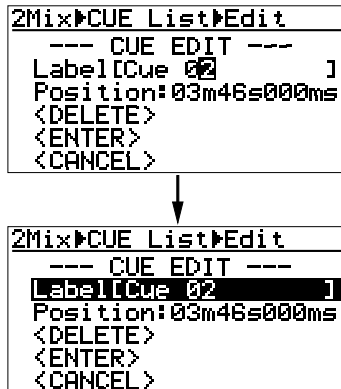 2Mix▶CUE List▶Edit
--- CUE EDIT ---
Label[Cue 02 ]
Position:03m46s000ms
<DELETE>
<ENTER>
<CANCEL>
2Mix▶CUE List▶Edit
--- CUE EDIT ---
Label[Cue 02 ]
Position:03m46s000ms
<DELETE>
<ENTER>
<CANCEL>